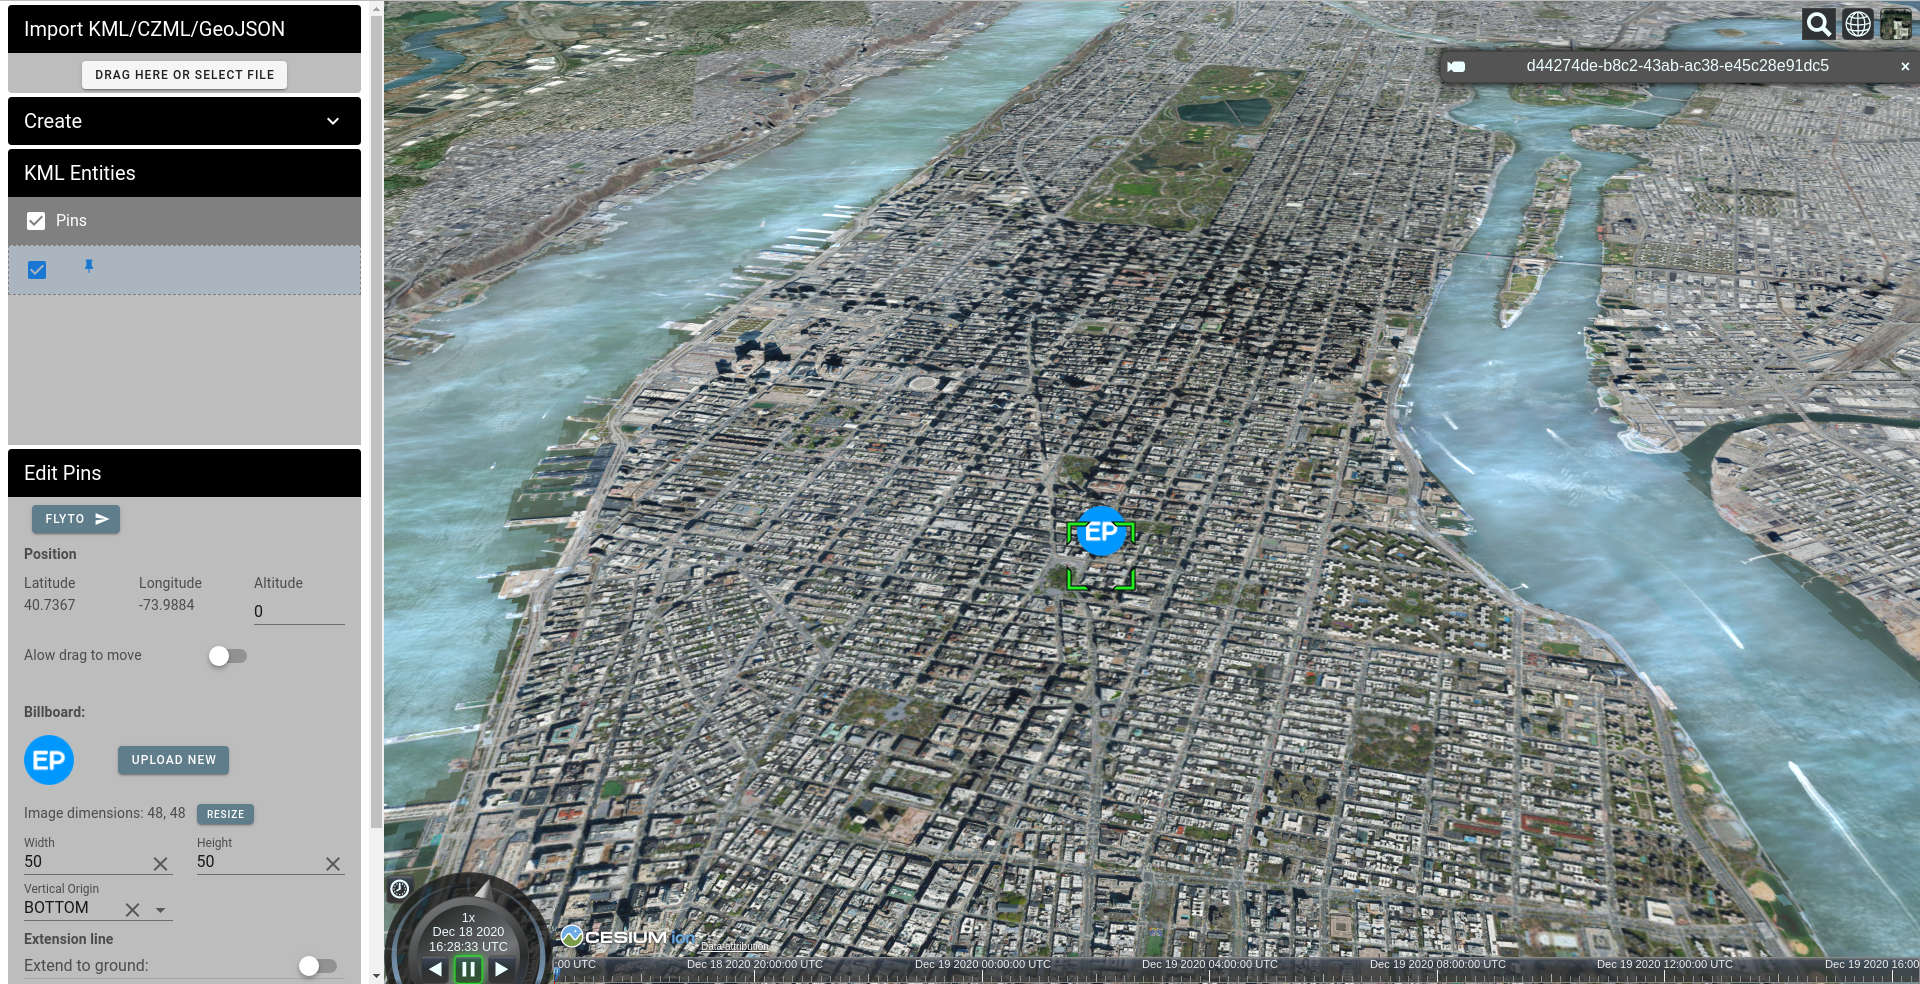 Import KML/CZML/GeoJSON
DRAG HERE OR SELECT FILE
Create
KML Entities
Pins
Edit Pins
FLYTO
Position
Latitude Longitude Altitude
40.7367 -73.9884 0
Alow drag to move
Billboard:
EP UPLOAD NEW
Image dimensions: 48, 48 RESIZE
Width Height
50 50
Vertical Origin
BOTTOM
Extension line
Extend to ground:
d44274de-b8c2-43ab-ac38-e45c28e91dc5 ×
EP
1x
Dec 18 2020
16:28:33 UTC
CESIUM ion Data attribution
:00 UTC Dec 18 2020 20:00:00 UTC Dec 19 2020 00:00:00 UTC Dec 19 2020 04:00:00 UTC Dec 19 2020 08:00:00 UTC Dec 19 2020 12:00:00 UTC Dec 19 2020 16:00